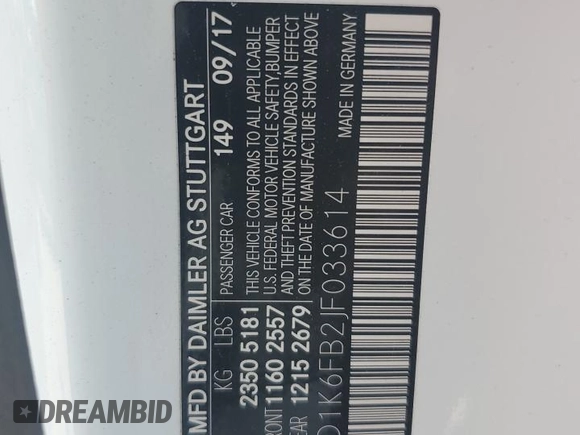 MFD BY DAIMLER AG STUTTGART
KG LBS PASSENGER CAR 149 09/17
2350 5181
1160 2557
1215 2679
THIS VEHICLE CONFORMS TO ALL APPLICABLE
U.S. FEDERAL MOTOR VEHICLE SAFETY, BUMPER
AND THEFT PREVENTION STANDARDS IN EFFECT
ON THE DATE OF MANUFACTURE SHOWN ABOVE
MADE IN GERMANY
1K6FB2JF033614
DREAMBID
DREAMBID